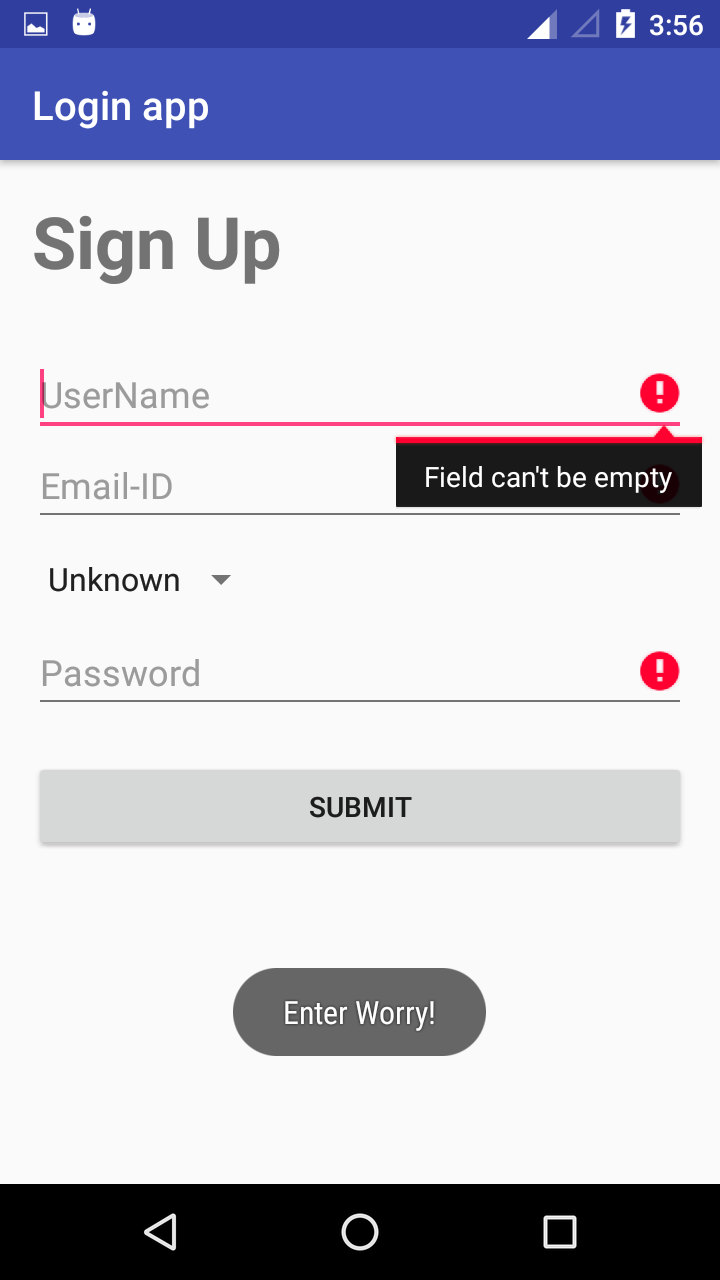 3:56
Login app
Sign Up
UserName
Email-ID
Field can't be empty
Unknown
Password
SUBMIT
Enter Worry!